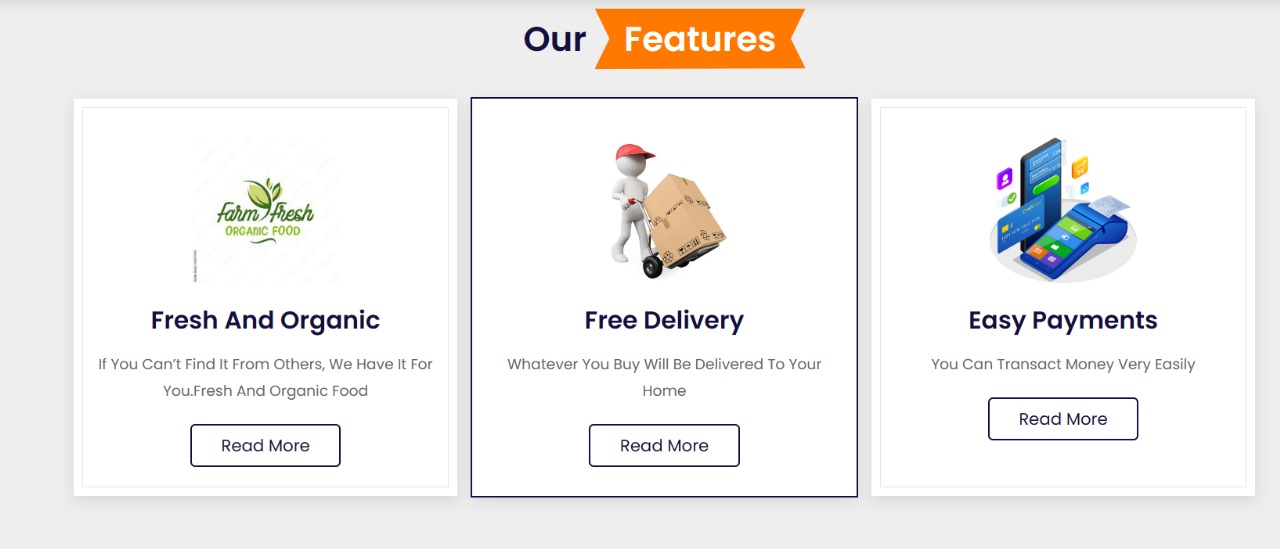 Our Features
Farm Fresh
ORGANIC FOOD
Fresh And Organic
If You Can’t Find It From Others, We Have It For
You.Fresh And Organic Food
Read More
Free Delivery
Whatever You Buy Will Be Delivered To Your
Home
Read More
Easy Payments
You Can Transact Money Very Easily
Read More